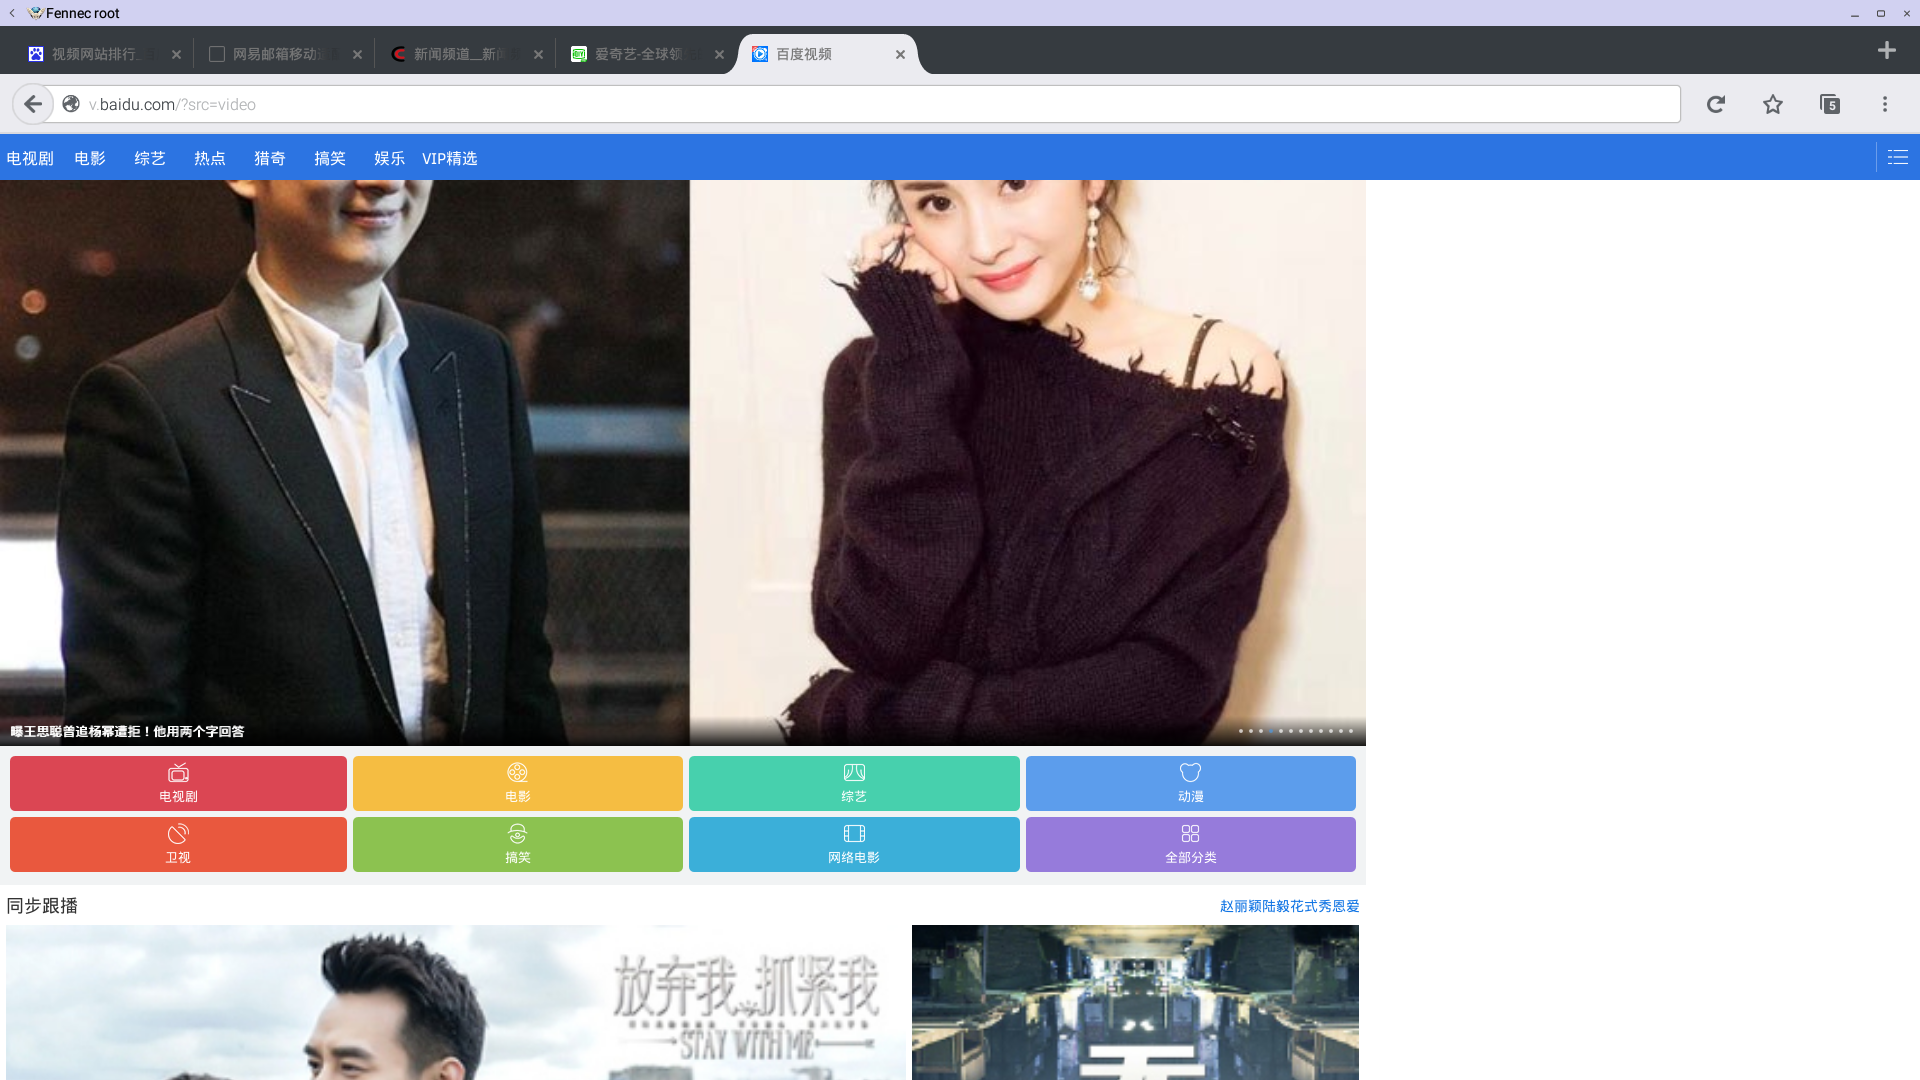 Fennec root
视频网站排行_
网易邮箱移动
新闻频道__新
爱奇艺-全球领
百度视频
v.baidu.com/?src=video
5
电视剧 电影 综艺 热点 猎奇 搞笑 娱乐 VIP精选
曝王思聪曾追杨幂遭拒！他用两个字回答
电视剧 电影 综艺 动漫
卫视 搞笑 网络电影 全部分类
同步跟播
赵丽颖陆毅花式秀恩爱
放弃我 抓紧我
STAY WITH ME